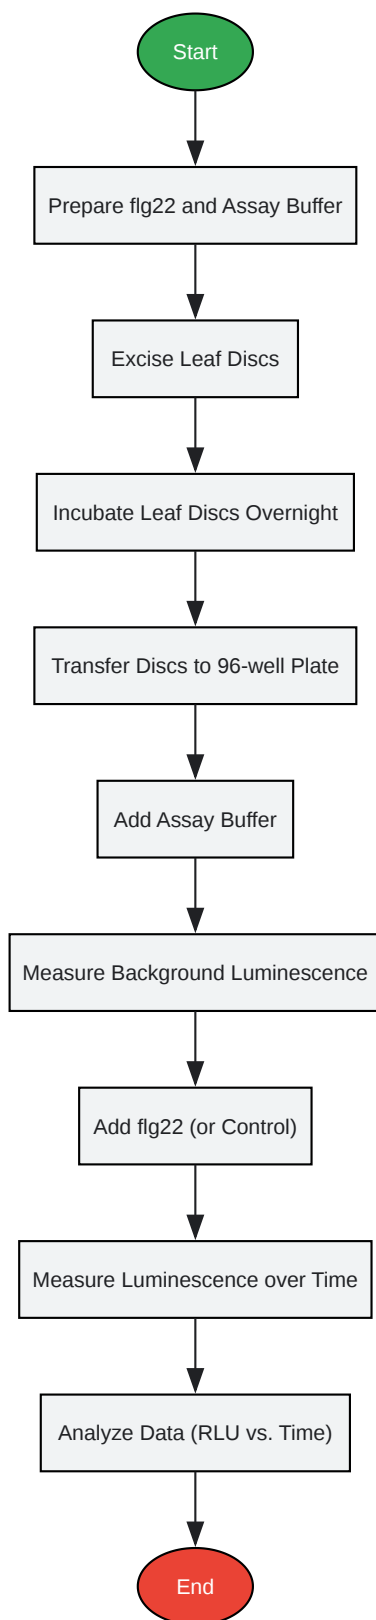 Start
Prepare flg22 and Assay Buffer
Excise Leaf Discs
Incubate Leaf Discs Overnight
Transfer Discs to 96-well Plate
Add Assay Buffer
Measure Background Luminescence
Add flg22 (or Control)
Measure Luminescence over Time
Analyze Data (RLU vs. Time)
End